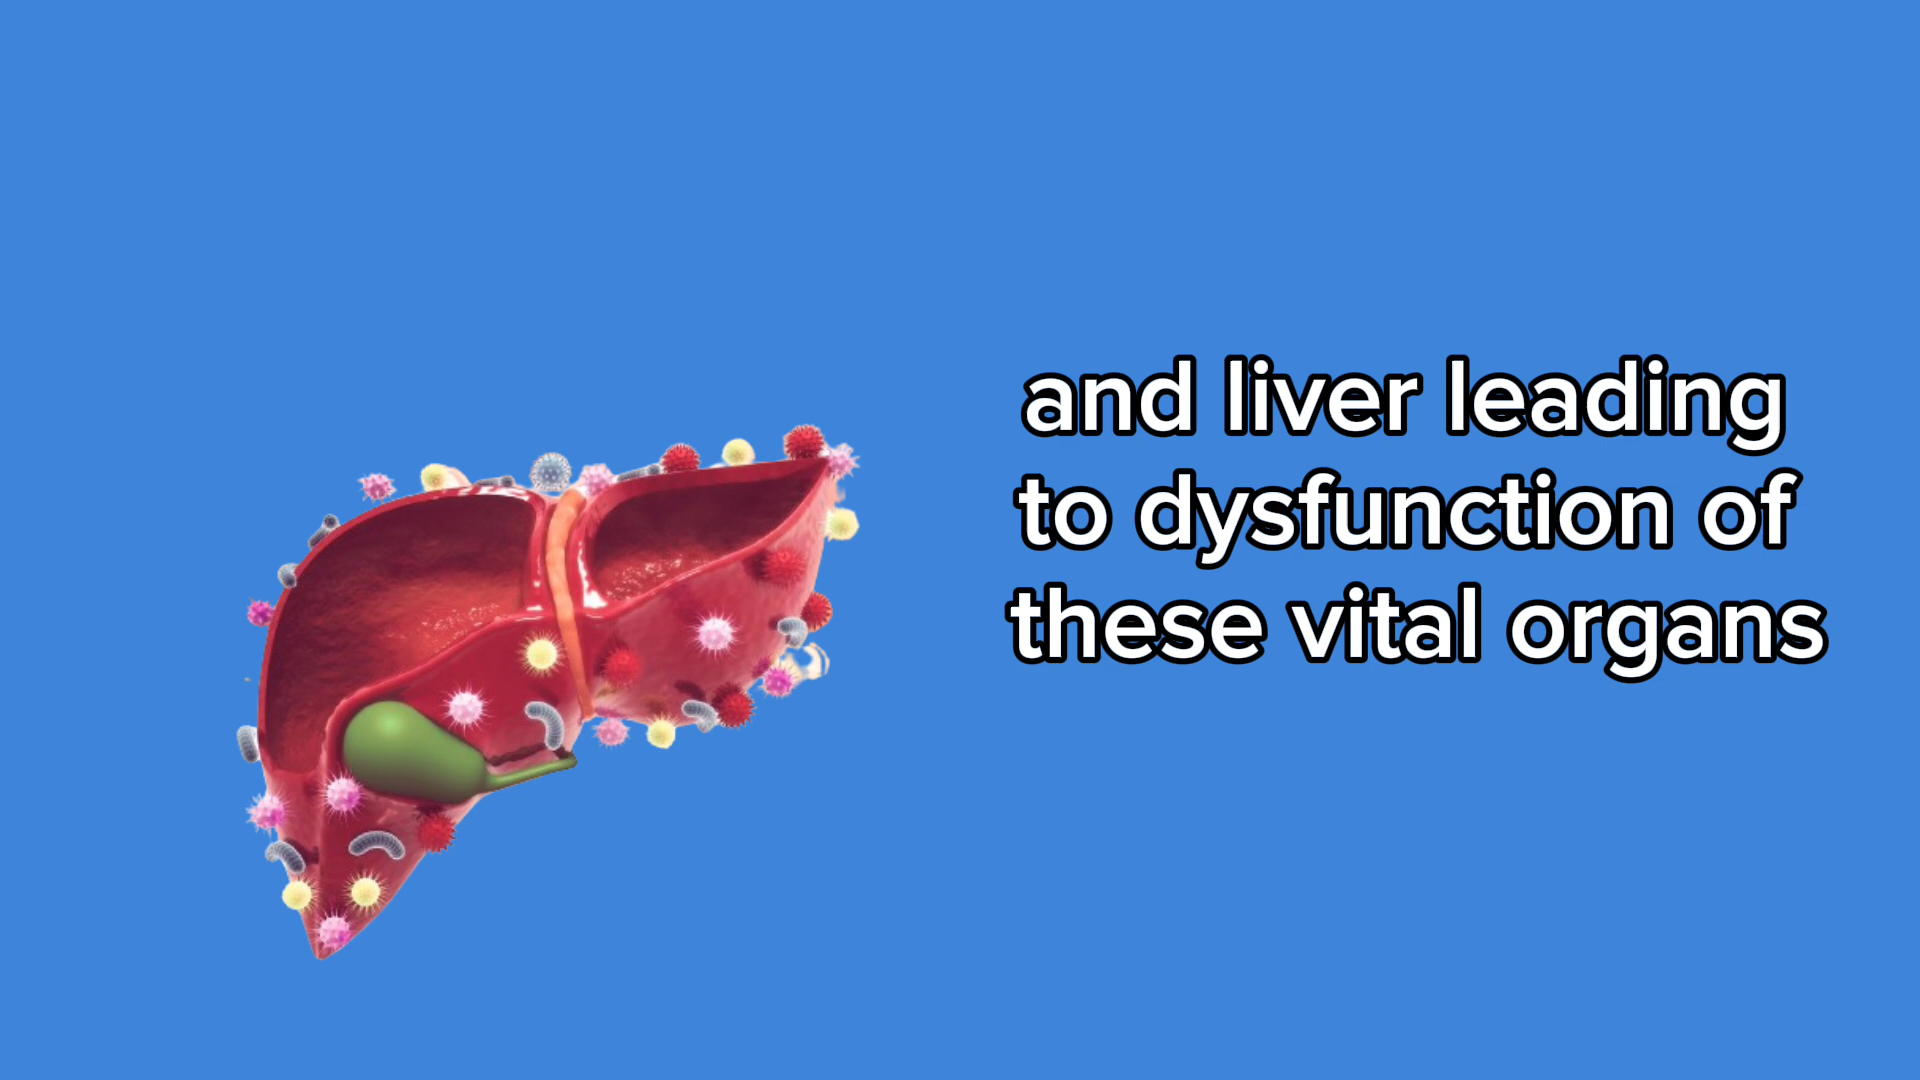 and liver leading
to dysfunction of
these vital organs